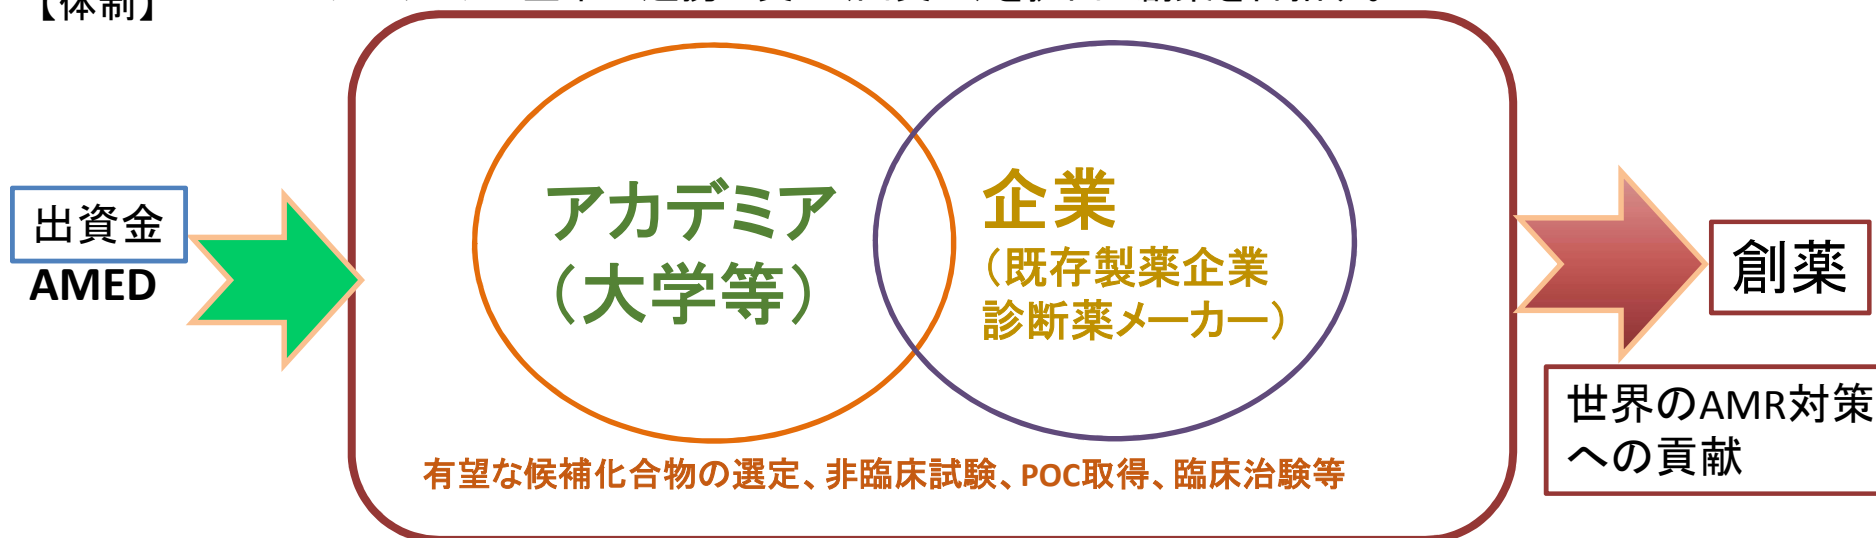 【体制】
出資金
AMED
アカデミア
（大学等）
企業
（既存製薬企業
診断薬メーカー）
有望な候補化合物の選定、非臨床試験、POC取得、臨床治験等
創薬
世界のAMR対策
への貢献